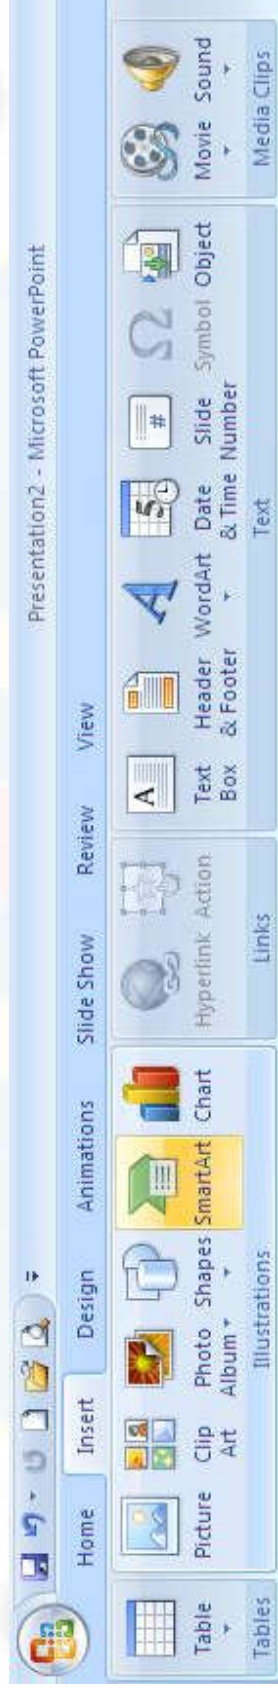 Presentation2 - Microsoft PowerPoint
Home Insert Design Animations Slide Show Review View
Table
Tables
Picture
Clip
Art
Photo
Album
Shapes
SmartArt
Chart
Illustrations
Hyperlink
Action
Links
Text
Box
Header
& Footer
WordArt
Date
& Time
Slide
Number
Symbol
Object
Text
Movie
Sound
Media Clips